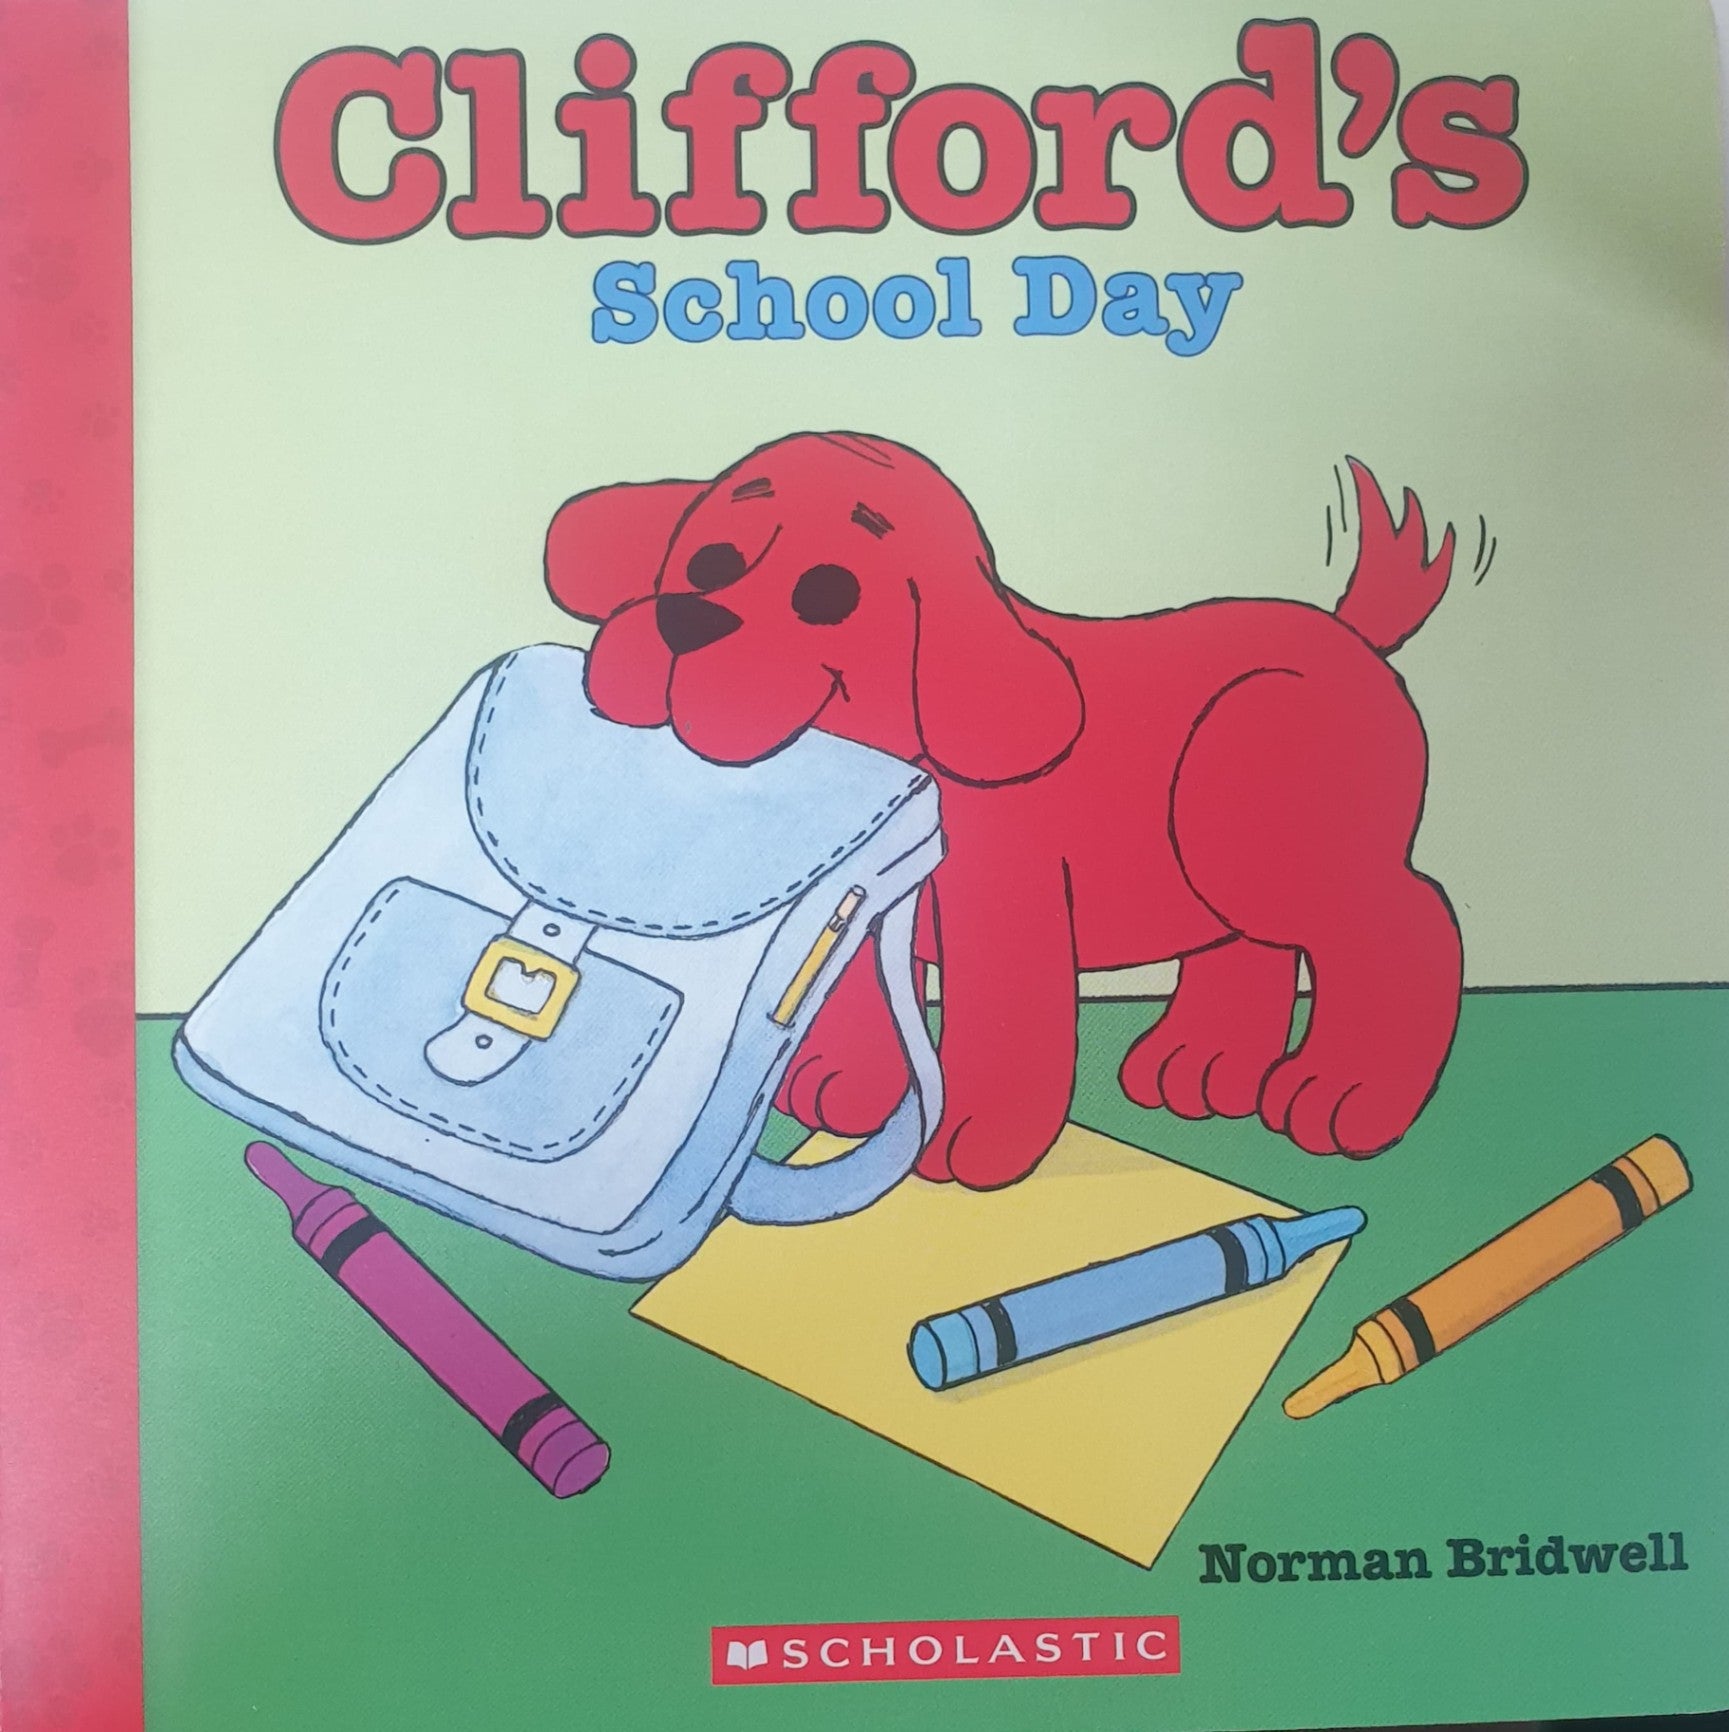 Clifford's
School Day
Norman Bridwell
SCHOLASTIC